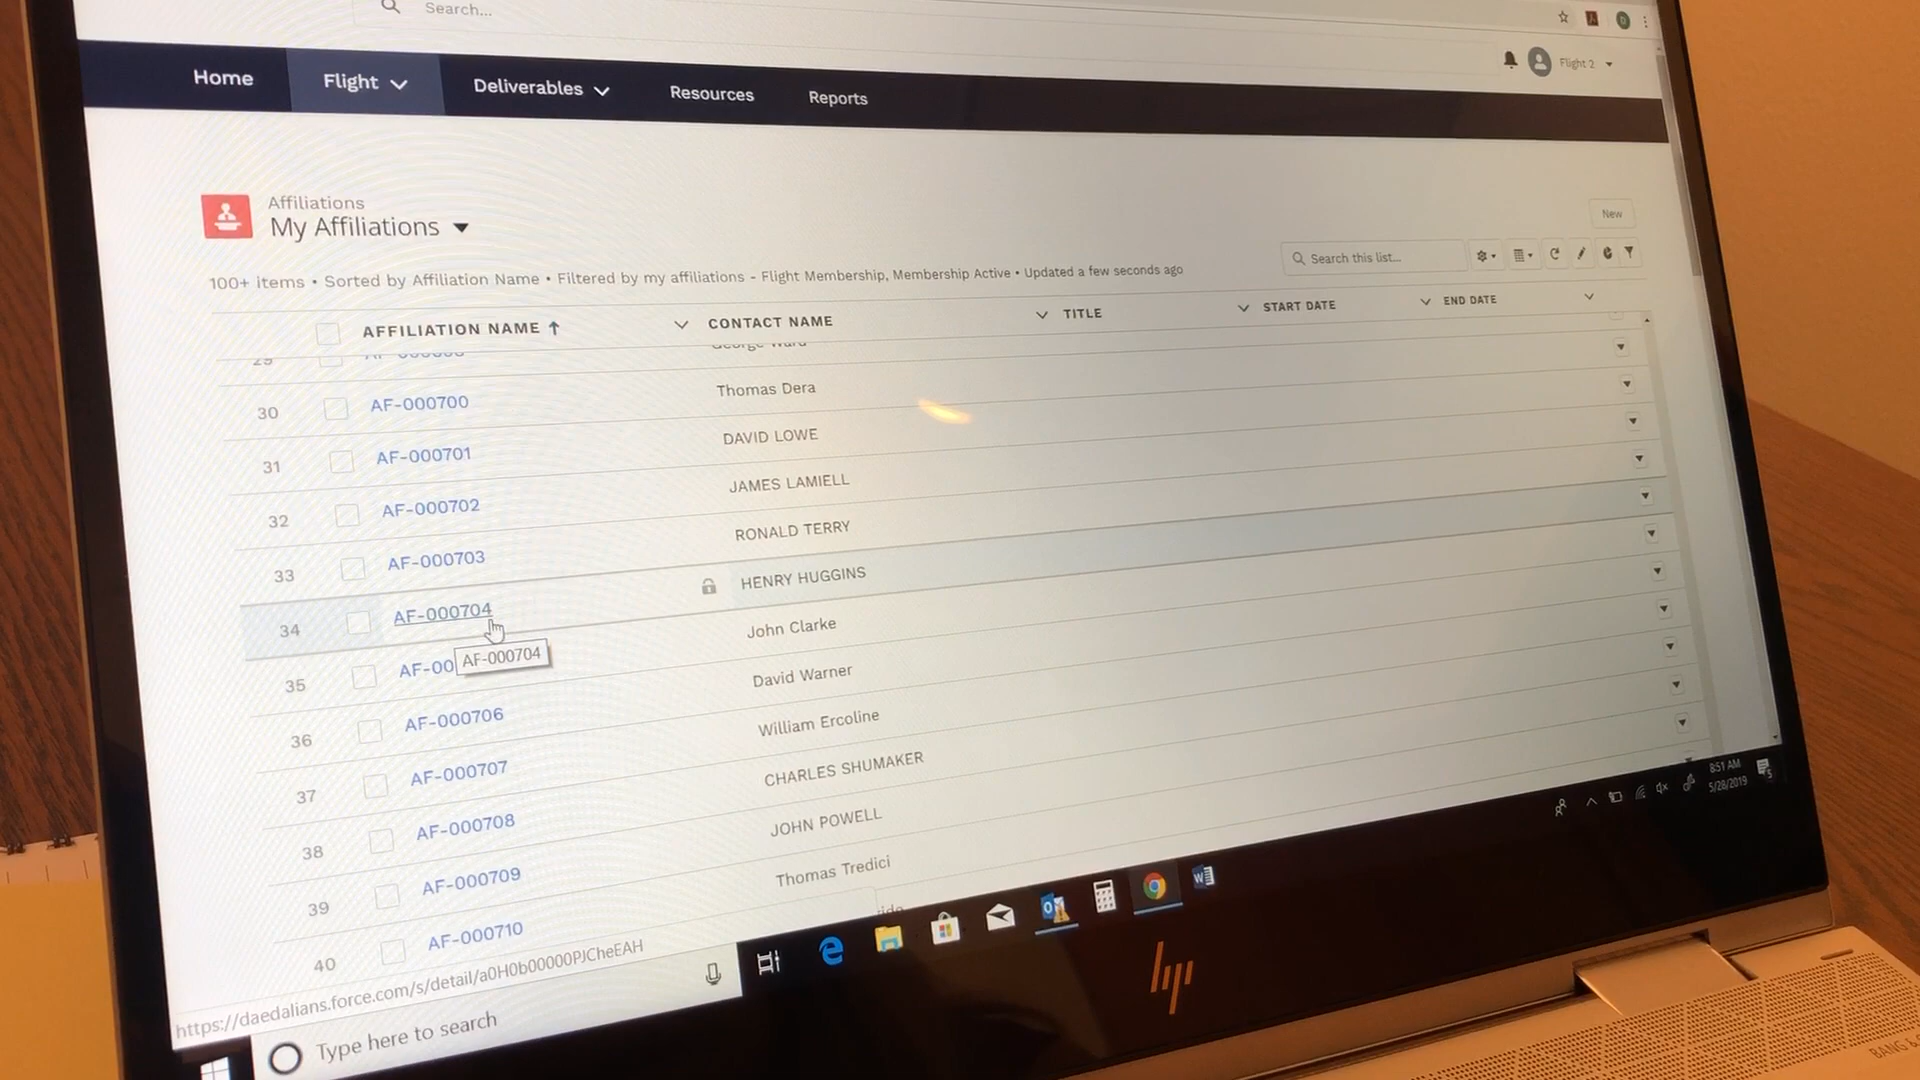 Search...
Flight 2
Home Flight Deliverables Resources Reports
Affiliations
My Affiliations
New
100+ items • Sorted by Affiliation Name • Filtered by my affiliations - Flight Membership, Membership Active • Updated a few seconds ago
Search this list...
AFFILIATION NAME CONTACT NAME TITLE START DATE END DATE
29 George Ward
30 AF-000700 Thomas Dera
31 AF-000701 DAVID LOWE
32 AF-000702 JAMES LAMIELL
33 AF-000703 RONALD TERRY
34 AF-000704 HENRY HUGGINS
AF-000704
35 AF-00 John Clarke
36 AF-000706 David Warner
37 AF-000707 William Ercoline
38 AF-000708 CHARLES SHUMAKER
39 AF-000709 JOHN POWELL
40 AF-000710 Thomas Tredici
https://daedalians.force.com/s/detail/a0H0b00000PJCheEAH
Type here to search
8:51 AM
5/28/2019
hp